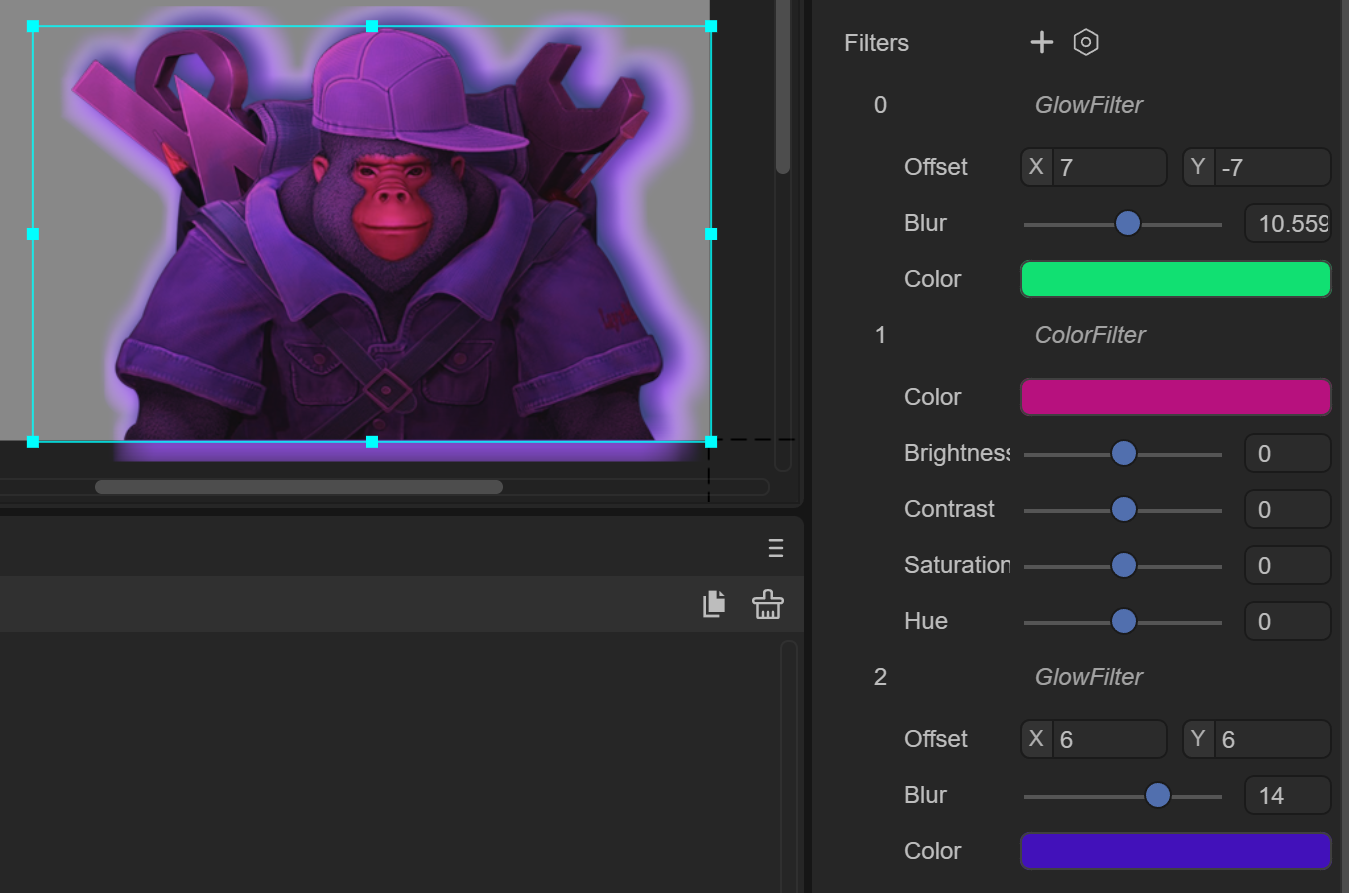 Filters
0 GlowFilter
Offset X 7 Y -7
Blur 10.559
Color
1 ColorFilter
Color
Brightness 0
Contrast 0
Saturation 0
Hue 0
2 GlowFilter
Offset X 6 Y 6
Blur 14
Color